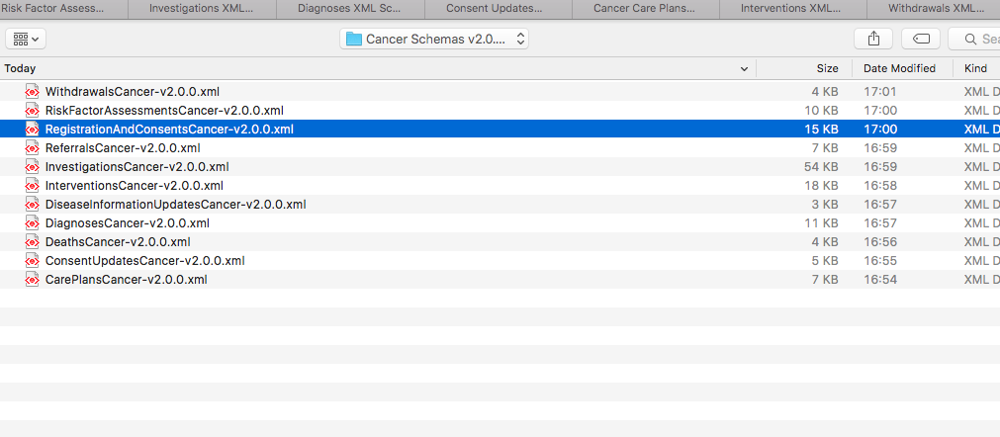 Risk Factor Assess... Investigations XML... Diagnoses XML Sc... Consent Updates... Cancer Care Plans... Interventions XML... Withdrawals XML...
Cancer Schemas v2.0.... Sea
Today Size Date Modified Kind
WithdrawalsCancer-v2.0.0.xml 4 KB 17:01 XML D
RiskFactorAssessmentsCancer-v2.0.0.xml 10 KB 17:00 XML D
RegistrationAndConsentsCancer-v2.0.0.xml 15 KB 17:00 XML D
ReferralsCancer-v2.0.0.xml 7 KB 16:59 XML D
InvestigationsCancer-v2.0.0.xml 54 KB 16:59 XML D
InterventionsCancer-v2.0.0.xml 18 KB 16:58 XML D
DiseaseInformationUpdatesCancer-v2.0.0.xml 3 KB 16:57 XML D
DiagnosesCancer-v2.0.0.xml 11 KB 16:57 XML D
DeathsCancer-v2.0.0.xml 4 KB 16:56 XML D
ConsentUpdatesCancer-v2.0.0.xml 5 KB 16:55 XML D
CarePlansCancer-v2.0.0.xml 7 KB 16:54 XML D